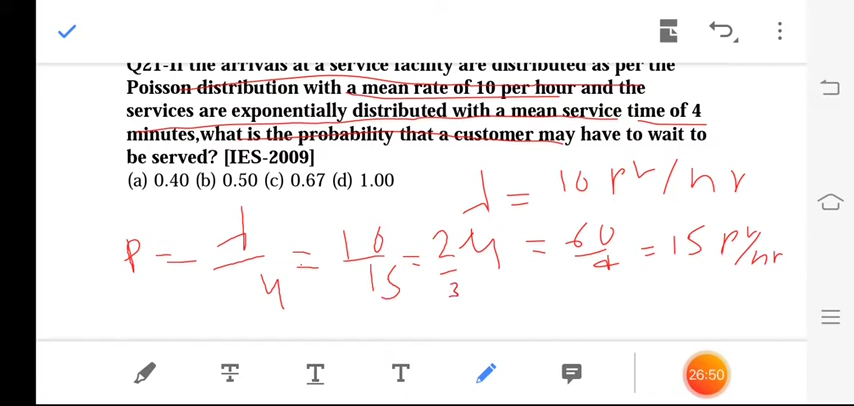 Q21-If the arrivals at a service facility are distributed as per the
Poisson distribution with a mean rate of 10 per hour and the
services are exponentially distributed with a mean service time of 4
minutes,what is the probability that a customer may have to wait to
be served? [IES-2009]
(a) 0.40 (b) 0.50 (c) 0.67 (d) 1.00
λ = 10 pr/hr
ρ = λ/μ = 10/15 = 2/3
μ = 60/4 = 15 pr/hr
T T T
26:50